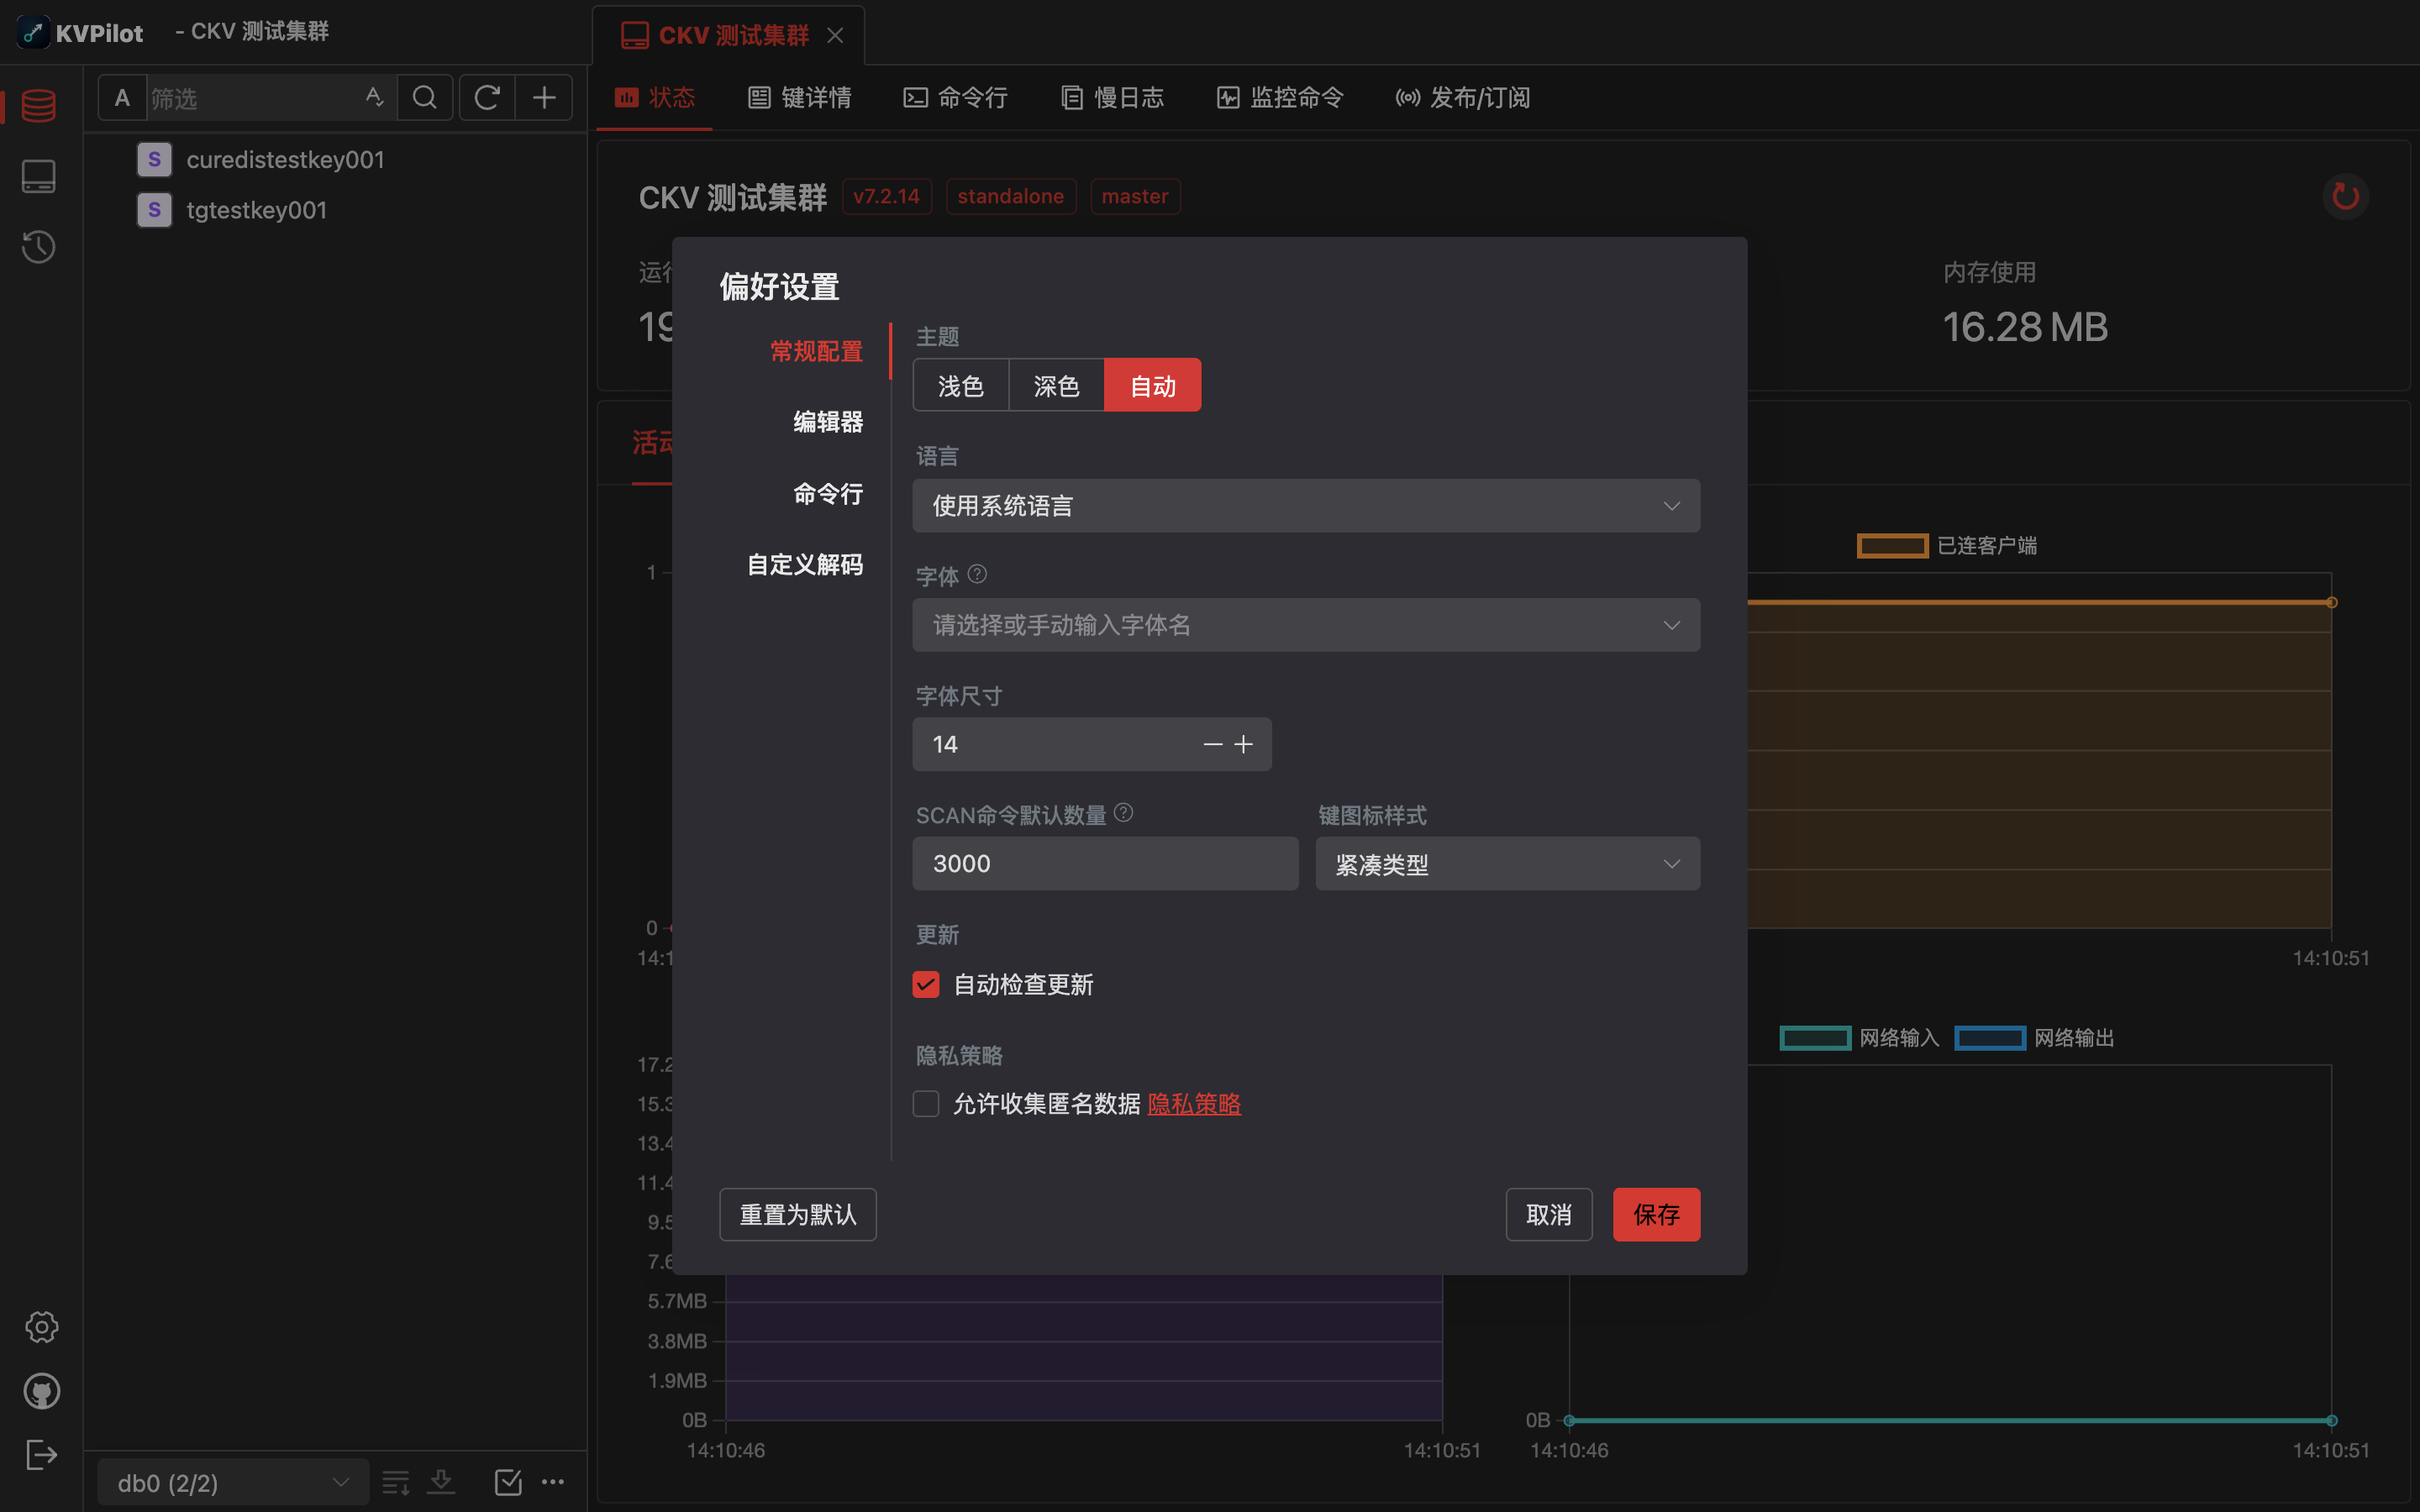 KVPilot - CKV 测试集群
CKV 测试集群
A 筛选
状态 键详情 命令行 慢日志 监控命令 发布/订阅
S curedistestkey001
S tgtestkey001
CKV 测试集群 v7.2.14 standalone master
内存使用
16.28 MB
偏好设置
常规配置
编辑器
命令行
自定义解码
主题
浅色 深色 自动
语言
使用系统语言
字体
请选择或手动输入字体名
字体尺寸
14
SCAN命令默认数量 键图标样式
3000 紧凑类型
更新
自动检查更新
隐私策略
允许收集匿名数据 隐私策略
重置为默认 取消 保存
已连客户端
1
0
14:10:51
网络输入 网络输出
5.7MB
3.8MB
1.9MB
0B
14:10:46 14:10:51
0B
14:10:46 14:10:51
db0 (2/2)